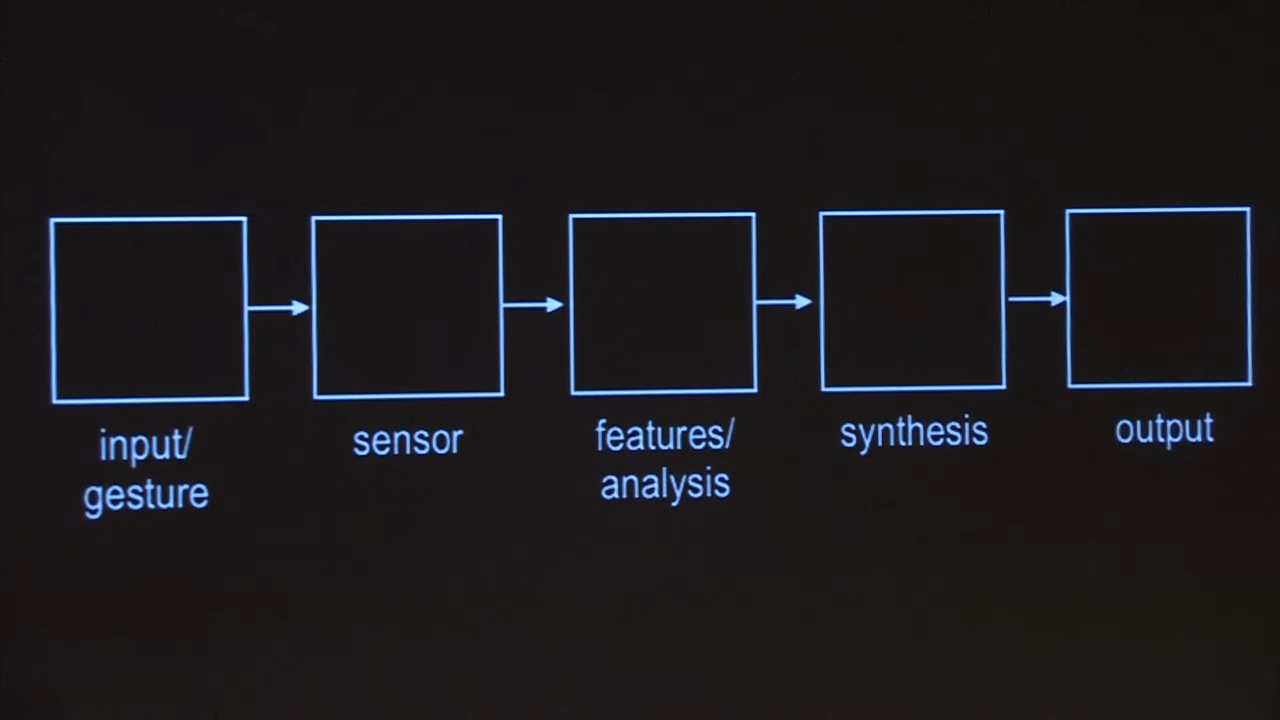 input/
gesture
sensor
features/
analysis
synthesis
output